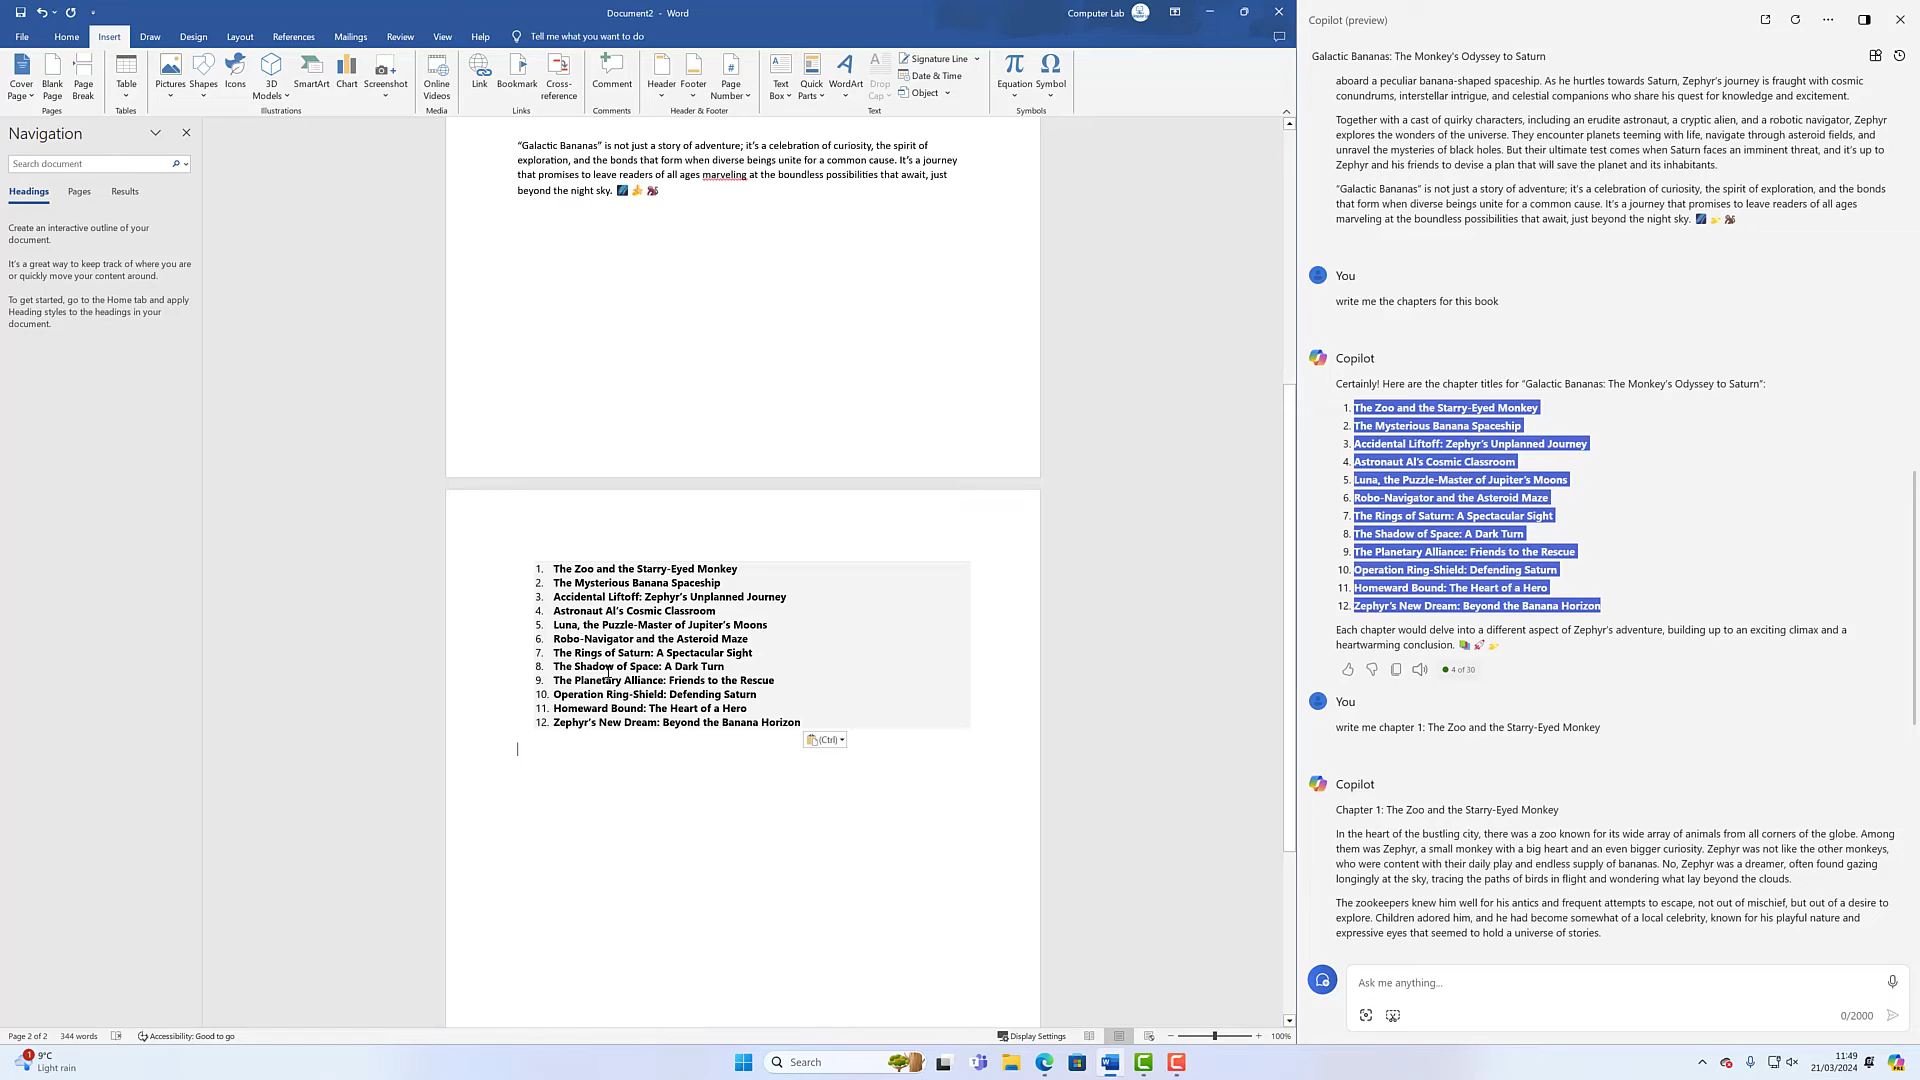 Document2 - Word
Computer Lab
File Home Insert Draw Design Layout References Mailings Review View Help Tell me what you want to do
Cover Page
Blank Page
Page Break
Pages
Table
Tables
Pictures
Shapes
Icons
3D Models
SmartArt
Chart
Screenshot
Illustrations
Online Videos
Media
Link
Bookmark
Cross-reference
Links
Comment
Comments
Header
Footer
Page Number
Header & Footer
Text Box
Quick Parts
WordArt
Drop Cap
Signature Line
Date & Time
Object
Text
Equation
Symbol
Symbols
Navigation
Search document
Headings Pages Results
Create an interactive outline of your
document.
It's a great way to keep track of where you are
or quickly move your content around.
To get started, go to the Home tab and apply
Heading styles to the headings in your
document.
“Galactic Bananas” is not just a story of adventure; it’s a celebration of curiosity, the spirit of
exploration, and the bonds that form when diverse beings unite for a common cause. It’s a journey
that promises to leave readers of all ages marveling at the boundless possibilities that await, just
beyond the night sky.
1. The Zoo and the Starry-Eyed Monkey
2. The Mysterious Banana Spaceship
3. Accidental Liftoff: Zephyr’s Unplanned Journey
4. Astronaut Al’s Cosmic Classroom
5. Luna, the Puzzle-Master of Jupiter’s Moons
6. Robo-Navigator and the Asteroid Maze
7. The Rings of Saturn: A Spectacular Sight
8. The Shadow of Space: A Dark Turn
9. The Planetary Alliance: Friends to the Rescue
10. Operation Ring-Shield: Defending Saturn
11. Homeward Bound: The Heart of a Hero
12. Zephyr’s New Dream: Beyond the Banana Horizon
(Ctrl)
Page 2 of 2 344 words Accessibility: Good to go
Display Settings
100%
Copilot (preview)
Galactic Bananas: The Monkey's Odyssey to Saturn
aboard a peculiar banana-shaped spaceship. As he hurtles towards Saturn, Zephyr’s journey is fraught with cosmic
conundrums, interstellar intrigue, and celestial companions who share his quest for knowledge and excitement.
Together with a cast of quirky characters, including an erudite astronaut, a cryptic alien, and a robotic navigator, Zephyr
explores the wonders of the universe. They encounter planets teeming with life, navigate through asteroid fields, and
unravel the mysteries of black holes. But their ultimate test comes when Saturn faces an imminent threat, and it’s up to
Zephyr and his friends to devise a plan that will save the planet and its inhabitants.
“Galactic Bananas” is not just a story of adventure; it’s a celebration of curiosity, the spirit of exploration, and the bonds
that form when diverse beings unite for a common cause. It’s a journey that promises to leave readers of all ages
marveling at the boundless possibilities that await, just beyond the night sky.
You
write me the chapters for this book
Copilot
Certainly! Here are the chapter titles for “Galactic Bananas: The Monkey’s Odyssey to Saturn”:
1. The Zoo and the Starry-Eyed Monkey
2. The Mysterious Banana Spaceship
3. Accidental Liftoff: Zephyr’s Unplanned Journey
4. Astronaut Al’s Cosmic Classroom
5. Luna, the Puzzle-Master of Jupiter’s Moons
6. Robo-Navigator and the Asteroid Maze
7. The Rings of Saturn: A Spectacular Sight
8. The Shadow of Space: A Dark Turn
9. The Planetary Alliance: Friends to the Rescue
10. Operation Ring-Shield: Defending Saturn
11. Homeward Bound: The Heart of a Hero
12. Zephyr’s New Dream: Beyond the Banana Horizon
Each chapter would delve into a different aspect of Zephyr’s adventure, building up to an exciting climax and a
heartwarming conclusion.
4 of 30
You
write me chapter 1: The Zoo and the Starry-Eyed Monkey
Copilot
Chapter 1: The Zoo and the Starry-Eyed Monkey
In the heart of the bustling city, there was a zoo known for its wide array of animals from all corners of the globe. Among
them was Zephyr, a small monkey with a big heart and an even bigger curiosity. Zephyr was not like the other monkeys,
who were content with their daily play and endless supply of bananas. No, Zephyr was a dreamer, often found gazing
longingly at the sky, tracing the paths of birds in flight and wondering what lay beyond the clouds.
The zookeepers knew him well for his antics and frequent attempts to escape, not out of mischief, but out of a desire to
explore. Children adored him, and he had become somewhat of a local celebrity, known for his playful nature and
expressive eyes that seemed to hold a universe of stories.
Ask me anything...
0/2000
1
9°C
Light rain
Search
11:49
21/03/2024
PRE